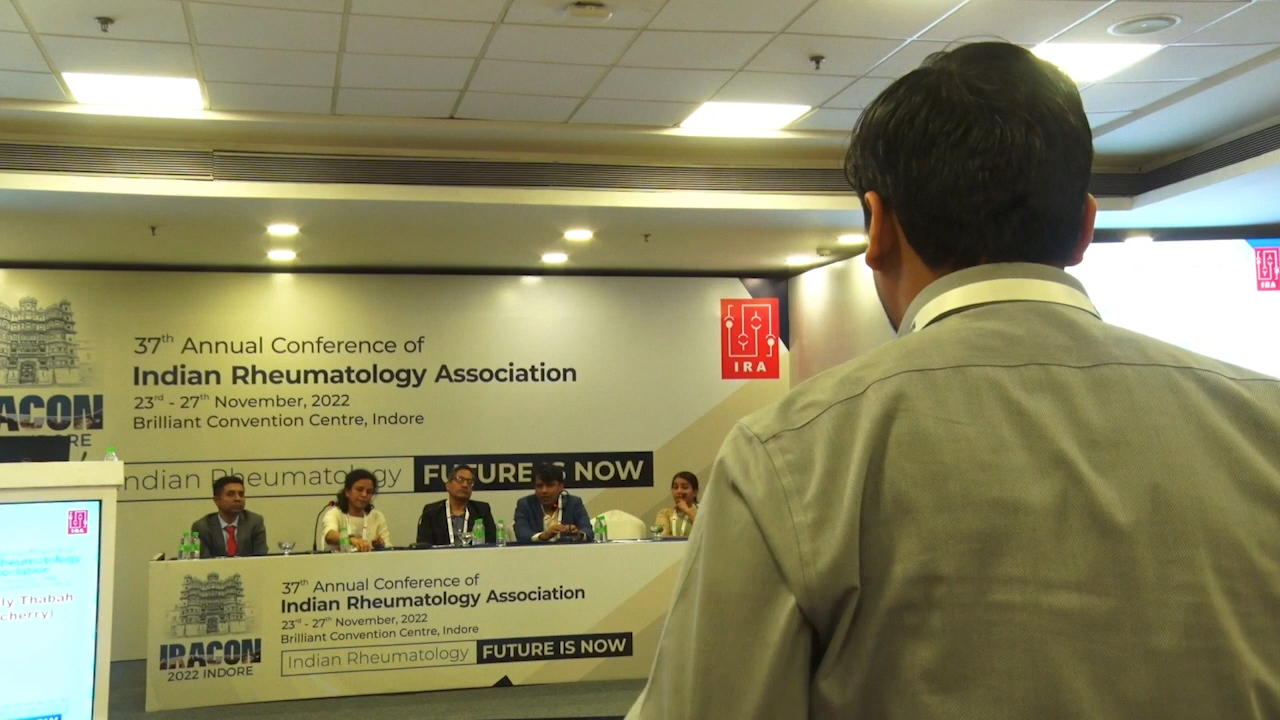 37th Annual Conference of
Indian Rheumatology Association
23rd - 27th November, 2022
Brilliant Convention Centre, Indore
IRA
IRA
ACON
Indian Rheumatology FUTURE IS NOW
ly Thabah
cherry)
37th Annual Conference of
Indian Rheumatology Association
23rd - 27th November, 2022
Brilliant Convention Centre, Indore
Indian Rheumatology FUTURE IS NOW
IRACON
2022 INDORE